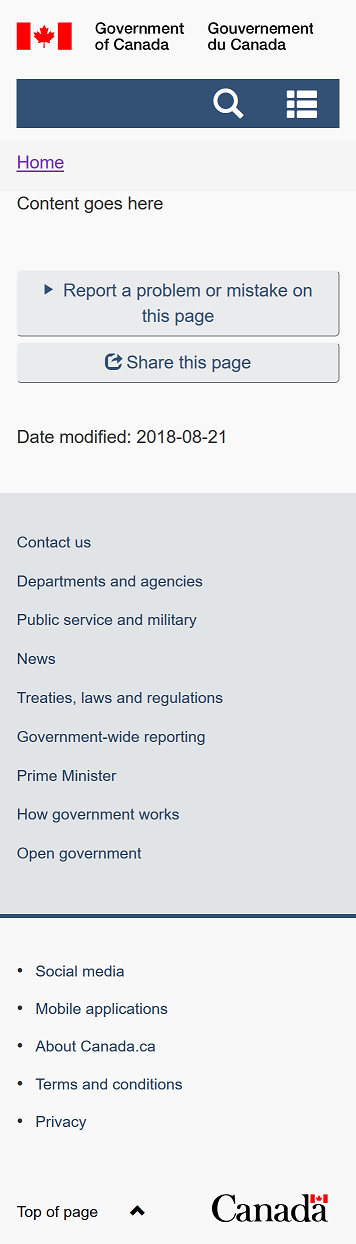 Government Gouvernement
of Canada du Canada
Home
Content goes here
Report a problem or mistake on
this page
Share this page
Date modified: 2018-08-21
Contact us
Departments and agencies
Public service and military
News
Treaties, laws and regulations
Government-wide reporting
Prime Minister
How government works
Open government
• Social media
• Mobile applications
• About Canada.ca
• Terms and conditions
• Privacy
Top of page Canada